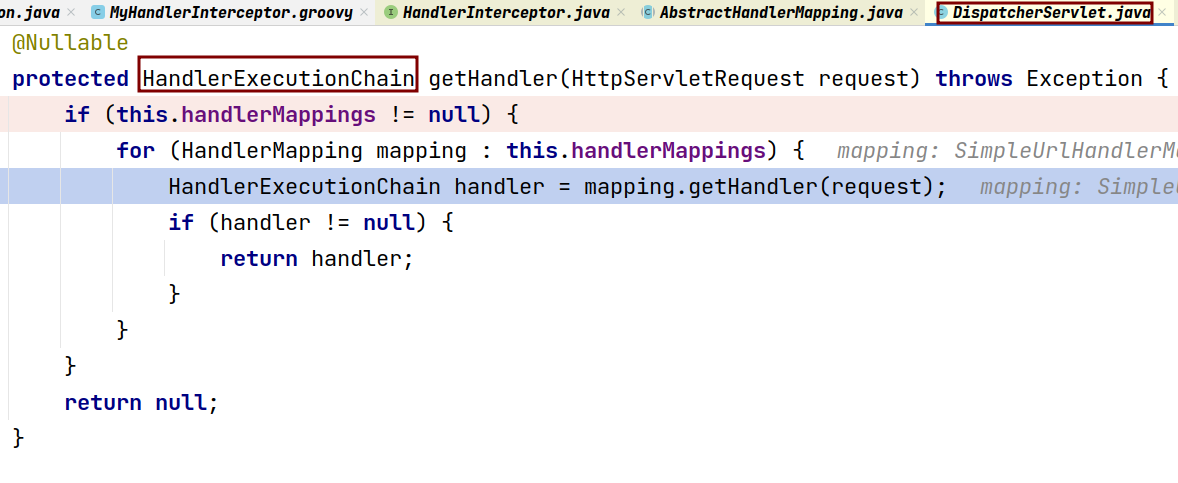 on.java × MyHandlerInterceptor.groovy × HandlerInterceptor.java × AbstractHandlerMapping.java × DispatcherServlet.java ×
@Nullable
protected HandlerExecutionChain getHandler(HttpServletRequest request) throws Exception {
if (this.handlerMappings != null) {
for (HandlerMapping mapping : this.handlerMappings) { mapping: SimpleUrlHandlerM
HandlerExecutionChain handler = mapping.getHandler(request); mapping: Simple
if (handler != null) {
return handler;
}
}
}
return null;
}